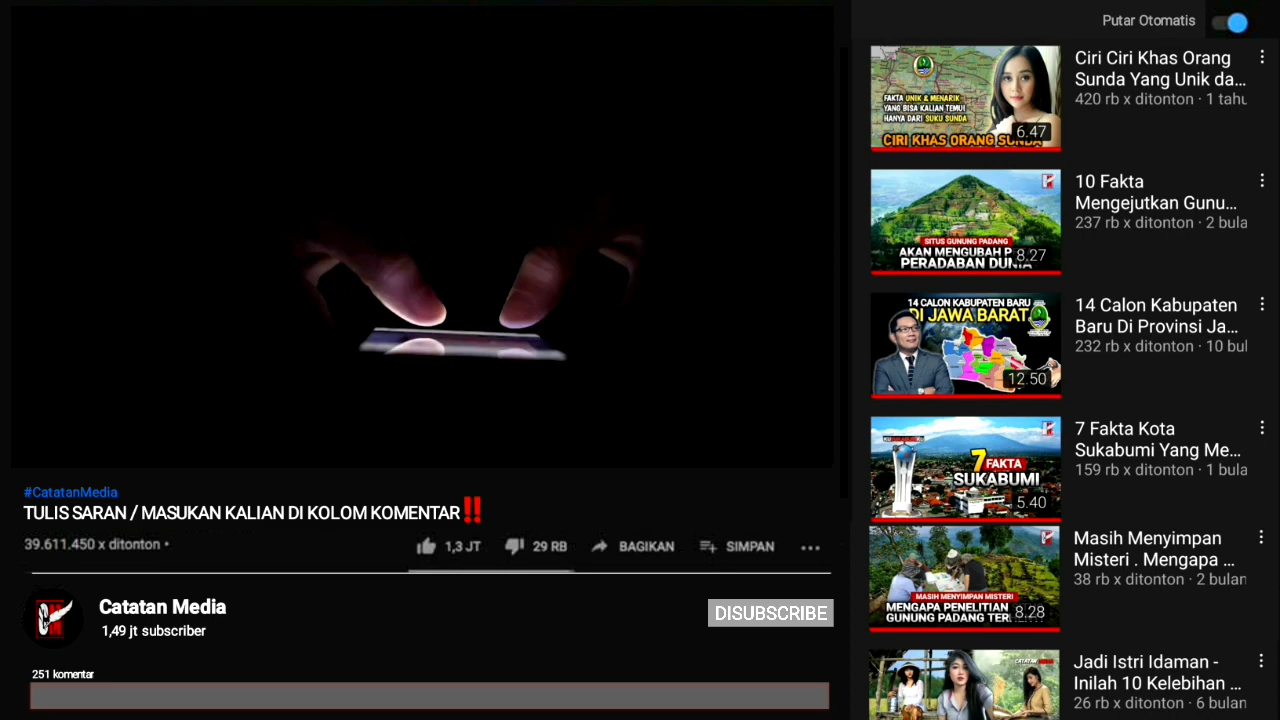 Putar Otomatis
#CatatanMedia
TULIS SARAN / MASUKAN KALIAN DI KOLOM KOMENTAR‼
39.611.450 x ditonton •
1,3 JT
29 RB
BAGIKAN
SIMPAN
Catatan Media
1,49 jt subscriber
DISUBSCRIBE
251 komentar
FAKTA UNIK & MENARIK
YANG BISA KALIAN TEMUI
HANYA DARI SUKU SUNDA
CIRI KHAS ORANG SUNDA
6.47
Ciri Ciri Khas Orang
Sunda Yang Unik da...
420 rb x ditonton · 1 tahu
SITUS GUNUNG PADANG
AKAN MENGUBAH
PERADABAN DUNIA
8.27
10 Fakta
Mengejutkan Gunu...
237 rb x ditonton · 2 bula
14 CALON KABUPATEN BARU
DI JAWA BARAT
12.50
14 Calon Kabupaten
Baru Di Provinsi Ja...
232 rb x ditonton · 10 bul
7 FAKTA
SUKABUMI
5.40
7 Fakta Kota
Sukabumi Yang Me...
159 rb x ditonton · 1 bula
MASIH MENYIMPAN MISTERI
MENGAPA PENELITIAN
GUNUNG PADANG
8.28
Masih Menyimpan
Misteri . Mengapa ...
38 rb x ditonton · 2 bulan
CATATAN MEDIA
Jadi Istri Idaman -
Inilah 10 Kelebihan ...
26 rb x ditonton · 6 bulan